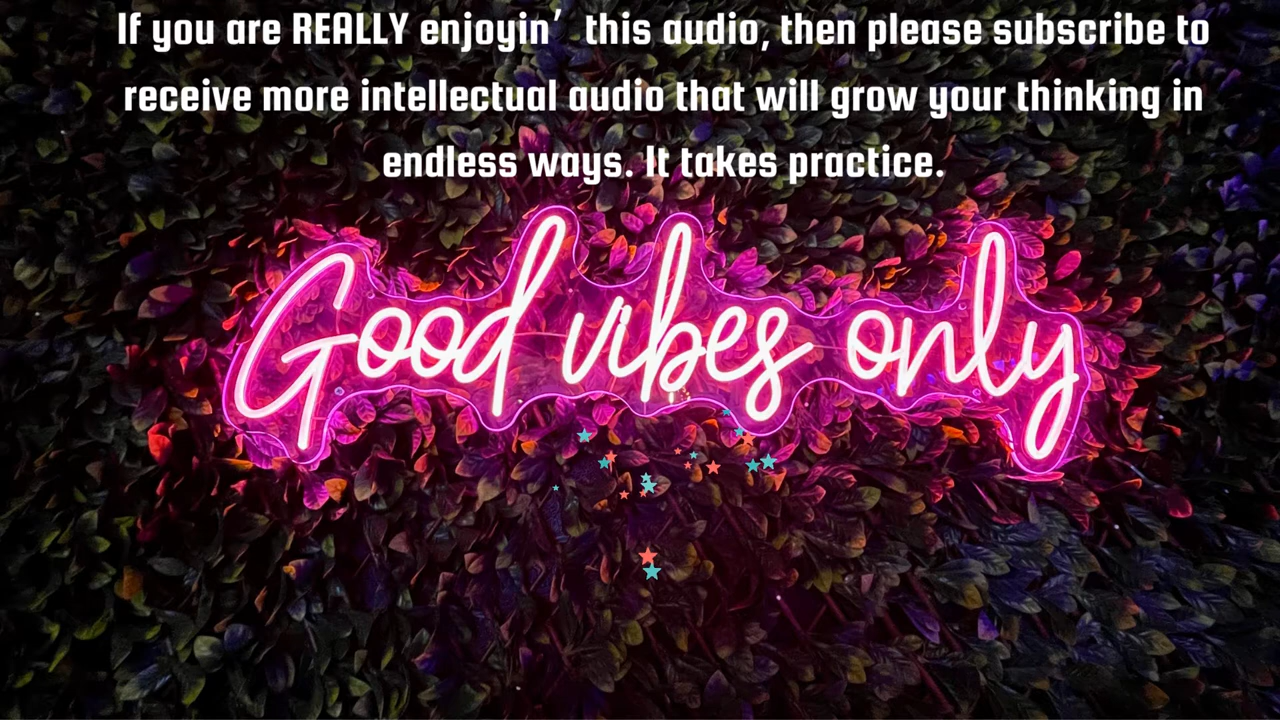 If you are REALLY enjoyin’ this audio, then please subscribe to
receive more intellectual audio that will grow your thinking in
endless ways. It takes practice.
Good vibes only